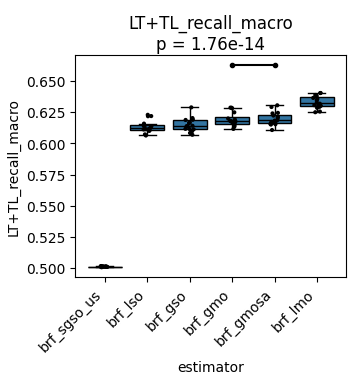 LT+TL_recall_macro
p = 1.76e-14
LT+TL_recall_macro
0.650
0.625
0.600
0.575
0.550
0.525
0.500
brf_sgso_us
brf_lso
brf_gso
brf_gmo
brf_gmosa
brf_lmo
estimator